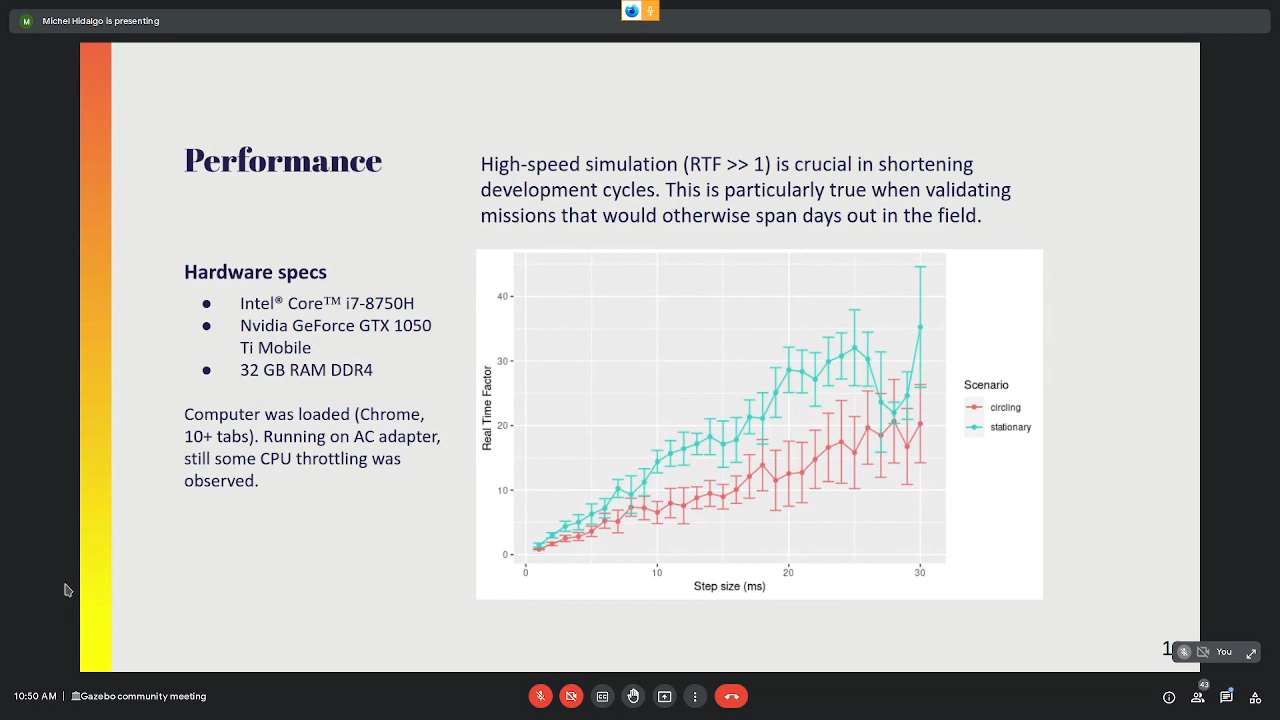 M Michel Hidalgo is presenting
Performance
High-speed simulation (RTF >> 1) is crucial in shortening
development cycles. This is particularly true when validating
missions that would otherwise span days out in the field.
Hardware specs
● Intel® Core™ i7-8750H
● Nvidia GeForce GTX 1050
Ti Mobile
● 32 GB RAM DDR4
Computer was loaded (Chrome,
10+ tabs). Running on AC adapter,
still some CPU throttling was
observed.
Real Time Factor
40
30
20
10
0
0 10 20 30
Step size (ms)
Scenario
circling
stationary
You
10:50 AM | Gazebo community meeting
CC
43